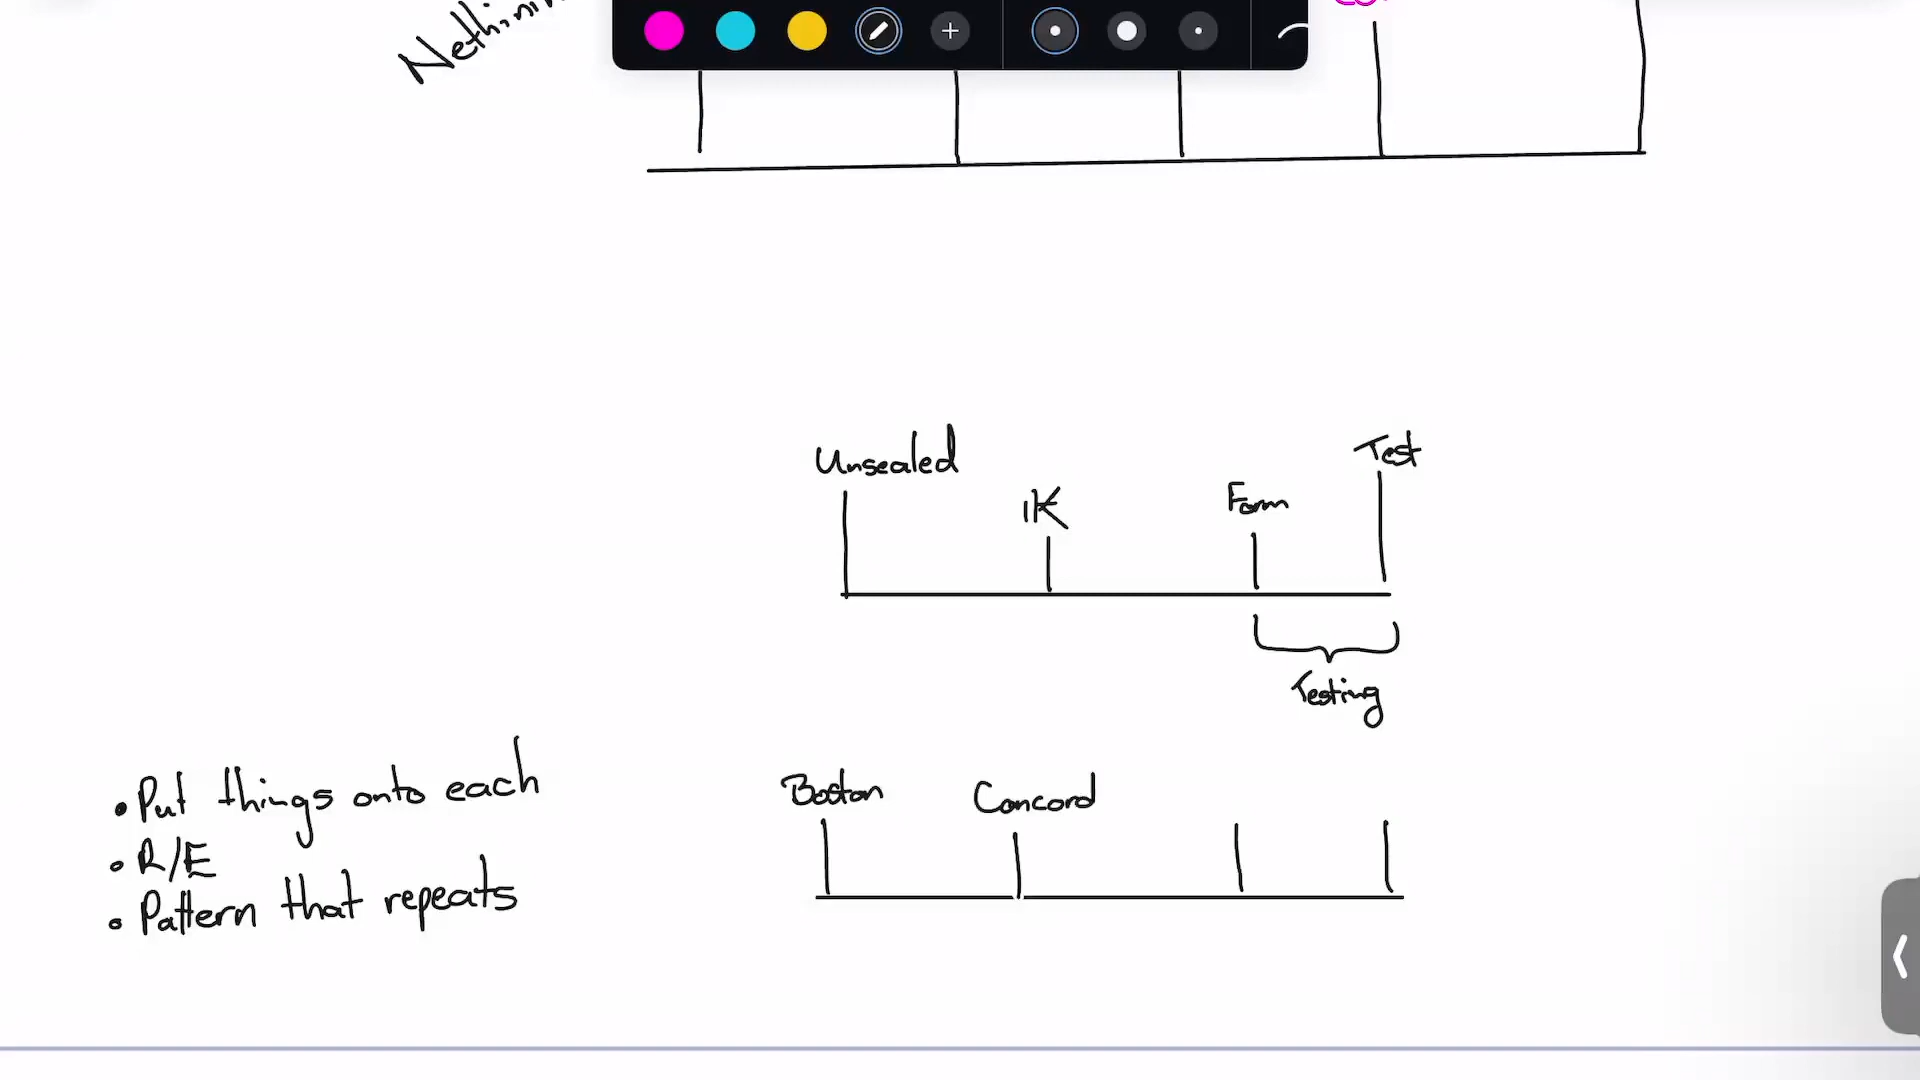 Unsealed
Test
IK
Form
Testing
Boston
Concord
• Put things onto each
• R/E
• Pattern that repeats